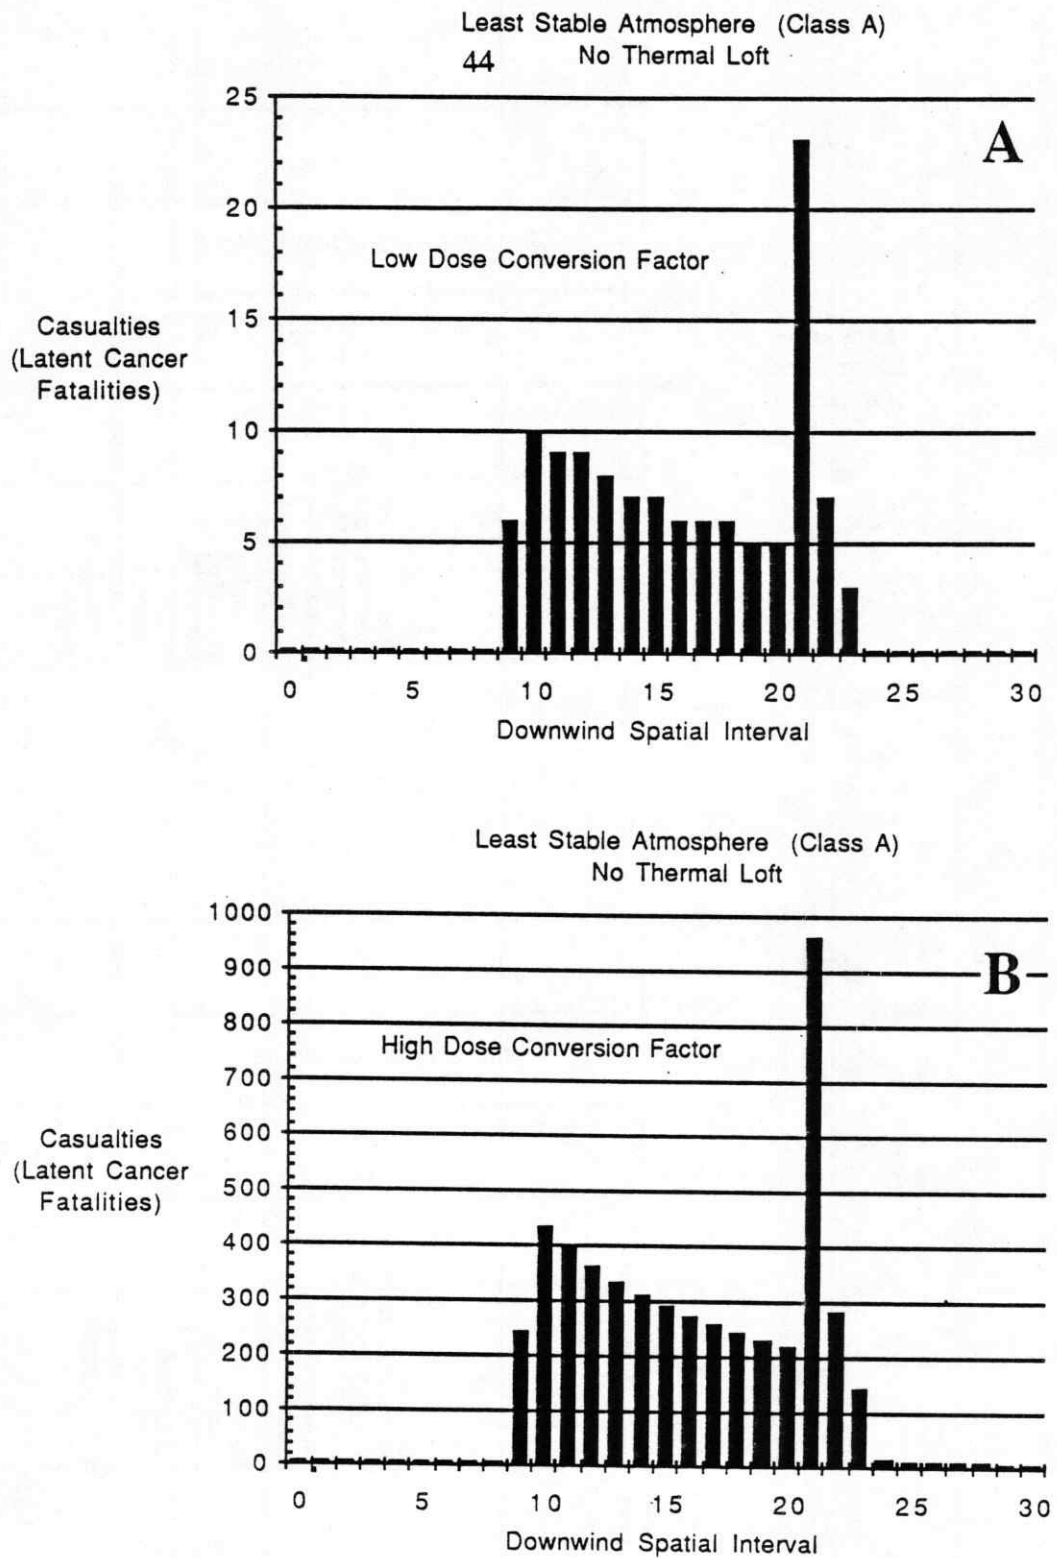 Least Stable Atmosphere (Class A)
44 No Thermal Loft
25
A
20
Low Dose Conversion Factor
15
Casualties
(Latent Cancer
Fatalities)
10
5
0
0 5 10 15 20 25 30
Downwind Spatial Interval
Least Stable Atmosphere (Class A)
No Thermal Loft
1000
B
900
800
High Dose Conversion Factor
700
600
Casualties
(Latent Cancer
Fatalities)
500
400
300
200
100
0
0 5 10 15 20 25 30
Downwind Spatial Interval